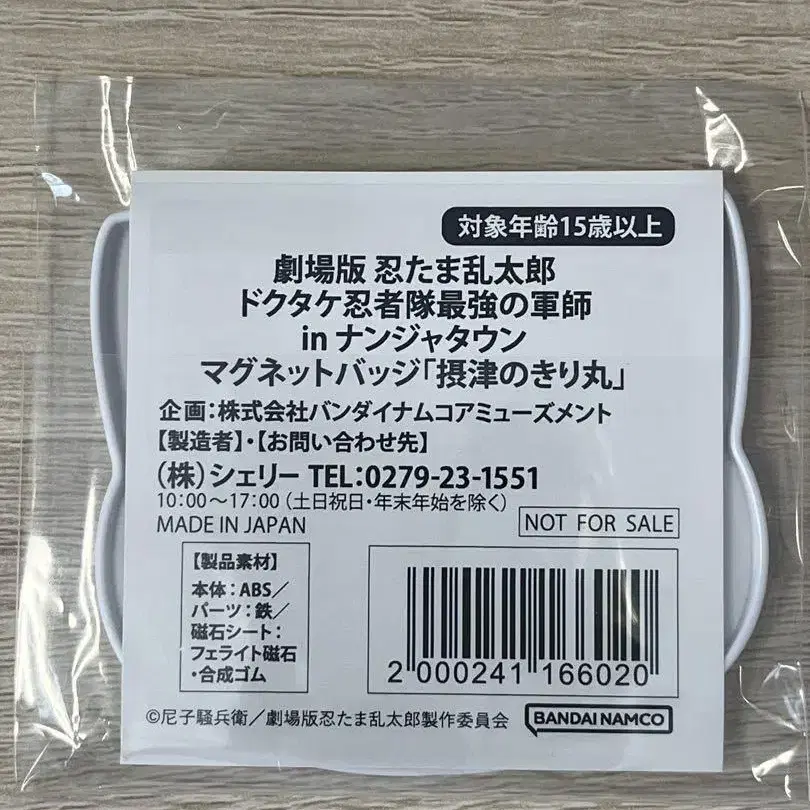 対象年齢15歳以上
劇場版 忍たま乱太郎
ドクタケ忍者隊最強の軍師
in ナンジャタウン
マグネットバッジ「摂津のきり丸」
企画：株式会社バンダイナムコアミューズメント
【製造者】・【お問い合わせ先】
（株）シェリー TEL：0279-23-1551
10：00～17：00（土日祝日・年末年始を除く）
MADE IN JAPAN
NOT FOR SALE
【製品素材】
本体：ABS／
パーツ：鉄／
磁石シート：
フェライト磁石
・合成ゴム
2 000241 166020
©尼子騒兵衛／劇場版忍たま乱太郎製作委員会
BANDAI NAMCO